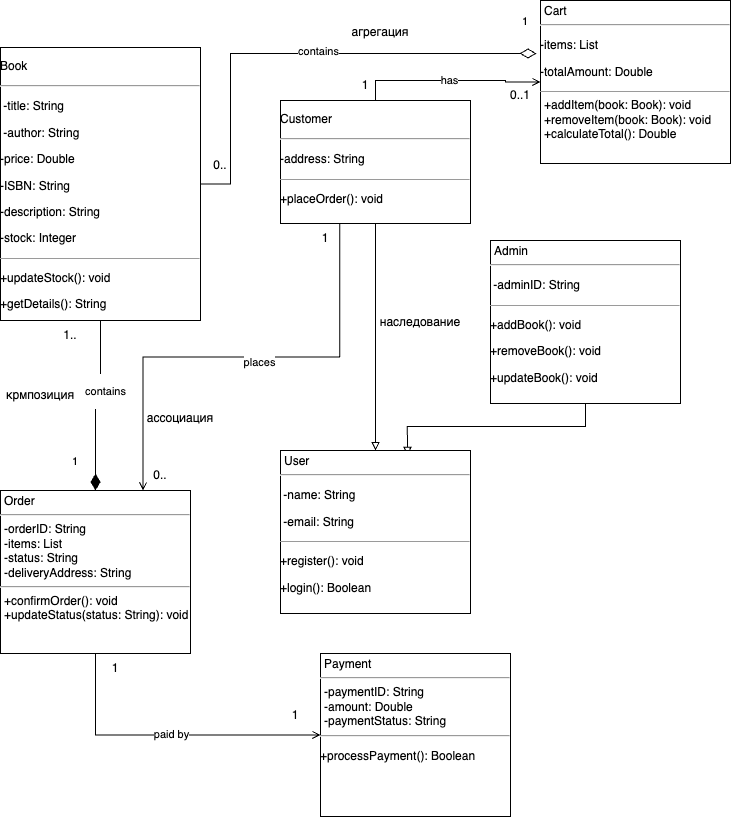 Cart
-items: List
-totalAmount: Double
+addItem(book: Book): void
+removeItem(book: Book): void
+calculateTotal(): Double
1
агрегация
contains
0..
Book
-title: String
-author: String
-price: Double
-ISBN: String
-description: String
-stock: Integer
+updateStock(): void
+getDetails(): String
1
has
0..1
Customer
-address: String
+placeOrder(): void
Admin
-adminID: String
+addBook(): void
+removeBook(): void
+updateBook(): void
1
наследование
places
ассоциация
0..
1..
крмпозиция
contains
1
Order
-orderID: String
-items: List
-status: String
-deliveryAddress: String
+confirmOrder(): void
+updateStatus(status: String): void
User
-name: String
-email: String
+register(): void
+login(): Boolean
1
paid by
1
Payment
-paymentID: String
-amount: Double
-paymentStatus: String
+processPayment(): Boolean